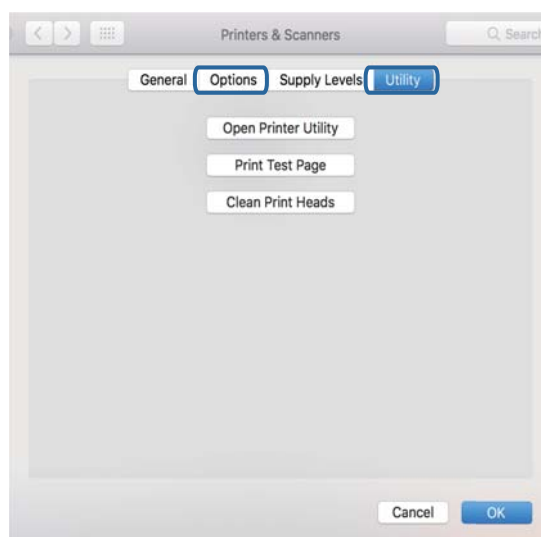 Printers & Scanners
Search
General Options Supply Levels Utility
Open Printer Utility
Print Test Page
Clean Print Heads
Cancel OK